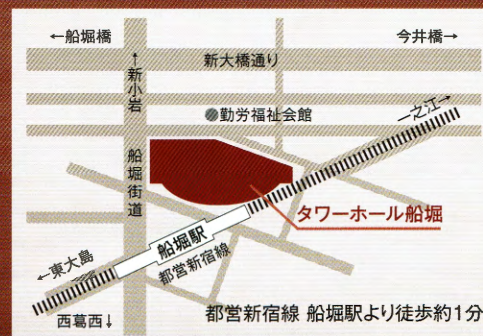 ←船堀橋
今井橋→
新大橋通り
↑新小岩
勤労福祉会館
一之江→
船堀街道
タワーホール船堀
船堀駅
都営新宿線
←東大島
西葛西↓
都営新宿線 船堀駅より徒歩約1分